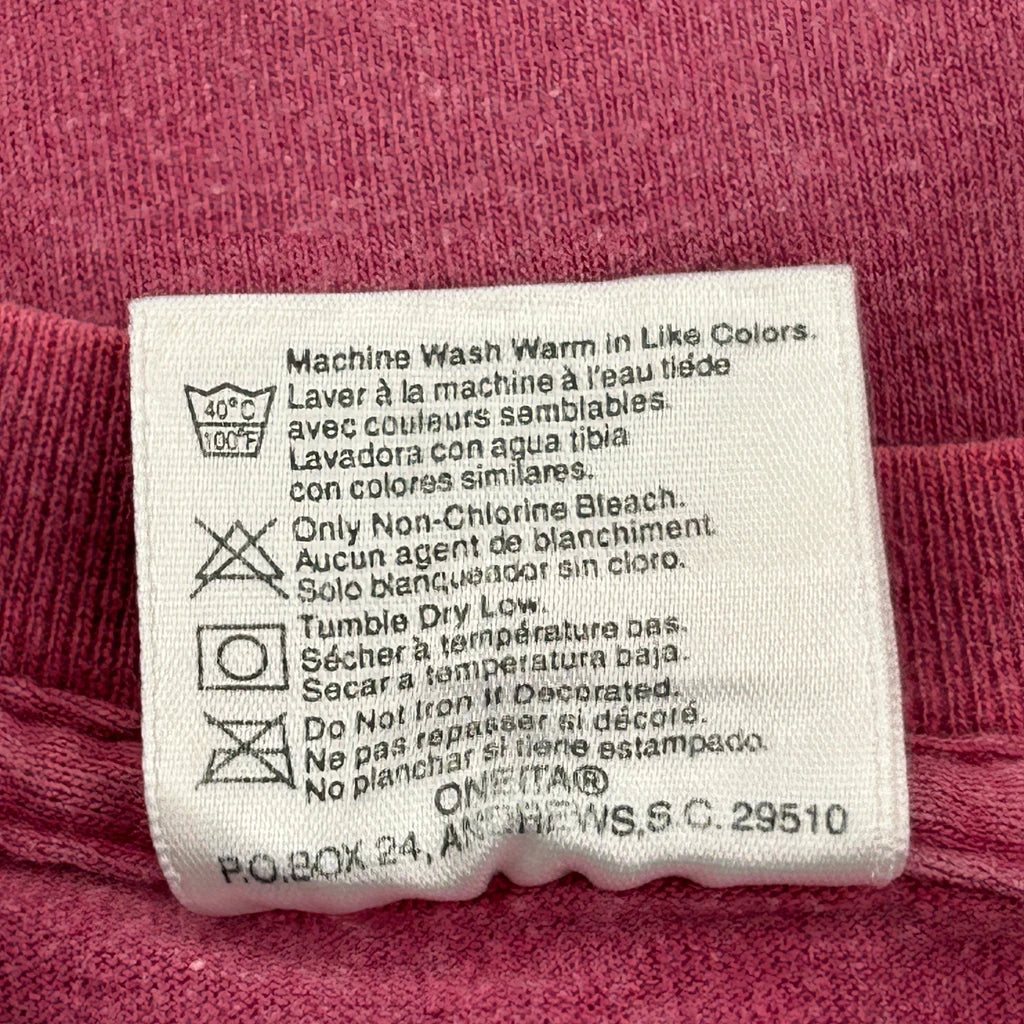 Machine Wash Warm in Like Colors.
40°C
100°F
Laver à la machine à l'eau tiéde
avec couleurs semblables.
Lavadora con agua tibia
con colores similares.
Only Non-Chlorine Bleach.
Aucun agent de blanchiment.
Solo blanqueador sin cloro.
Tumble Dry Low.
Sécher à température bas.
Secar a temperatura baja.
Do Not Iron If Decorated.
Ne pas repasser si décoré.
No planchar si tiene estampado.
ONEITA®
P.O.BOX 24, ANDREWS,S.C. 29510